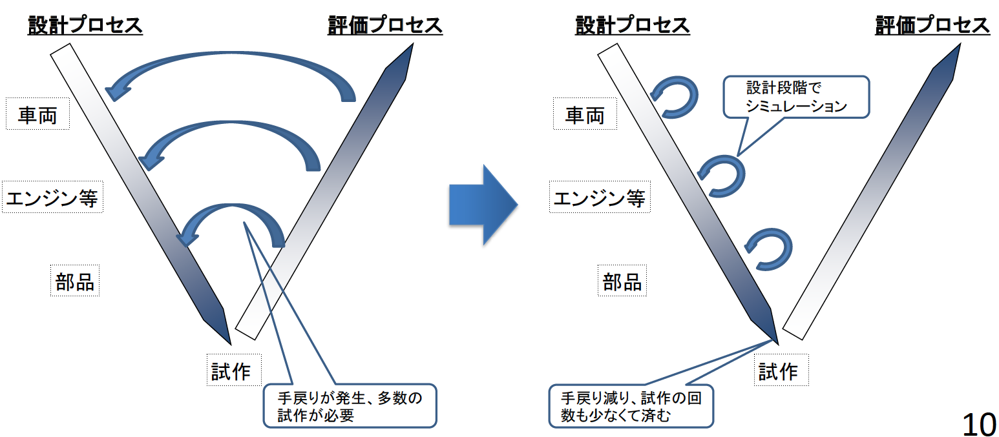 設計プロセス
評価プロセス
車両
エンジン等
部品
試作
手戻りが発生、多数の
試作が必要
設計プロセス
評価プロセス
設計段階で
シミュレーション
車両
エンジン等
部品
試作
手戻り減り、試作の回
数も少なくて済む
10